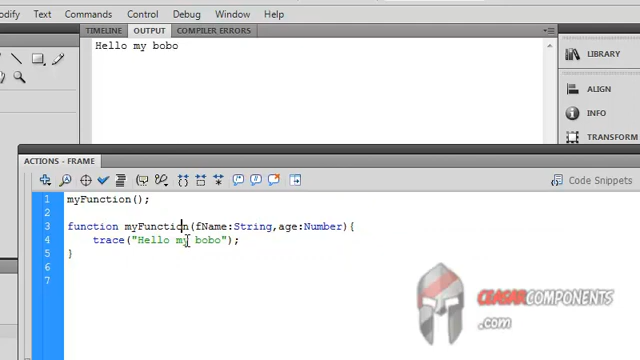 odify Text Commands Control Debug Window Help
TIMELINE OUTPUT COMPILER ERRORS
Hello my bobo
LIBRARY
ALIGN
INFO
TRANSFORM
ACTIONS - FRAME
Code Snippets
1 myFunction();
2
3 function myFunction(fName:String,age:Number){
4 trace("Hello my bobo");
5 }
6
7
CEASARCOMPONENTS
.com